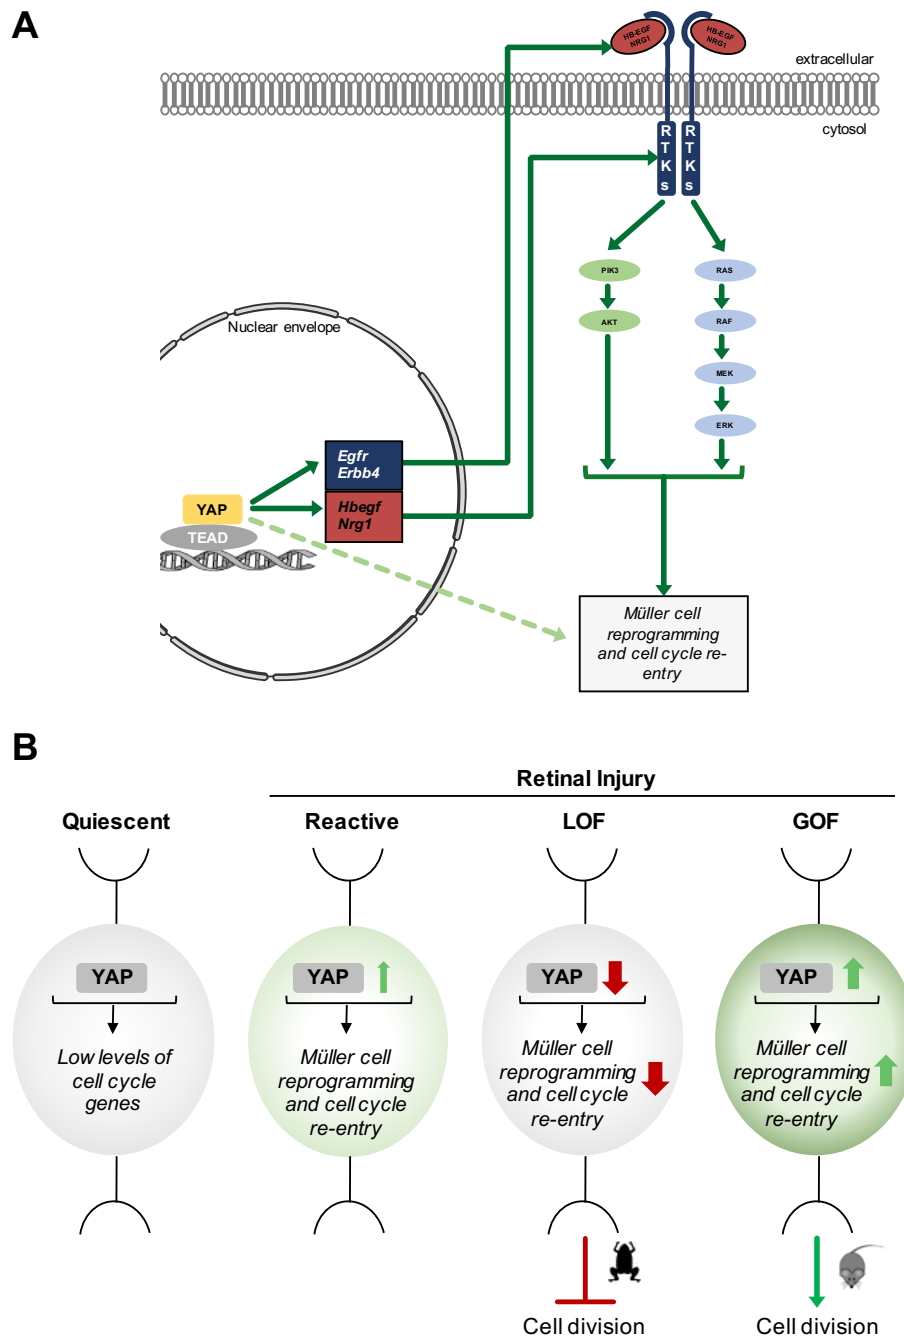 A
HB-EGF
NRG1
HB-EGF
NRG1
extracellular
cytosol
R
T
K
s
R
T
K
s
PIK3
RAS
AKT
RAF
MEK
ERK
Nuclear envelope
Egfr
Erbb4
Hbegf
Nrg1
YAP
TEAD
Müller cell
reprogramming
and cell cycle re-
entry
B
Retinal Injury
Quiescent
Reactive
LOF
GOF
YAP
Low levels of
cell cycle
genes
YAP
Müller cell
reprogramming
and cell cycle
re-entry
YAP
Müller cell
reprogramming
and cell cycle
re-entry
YAP
Müller cell
reprogramming
and cell cycle
re-entry
Cell division
Cell division